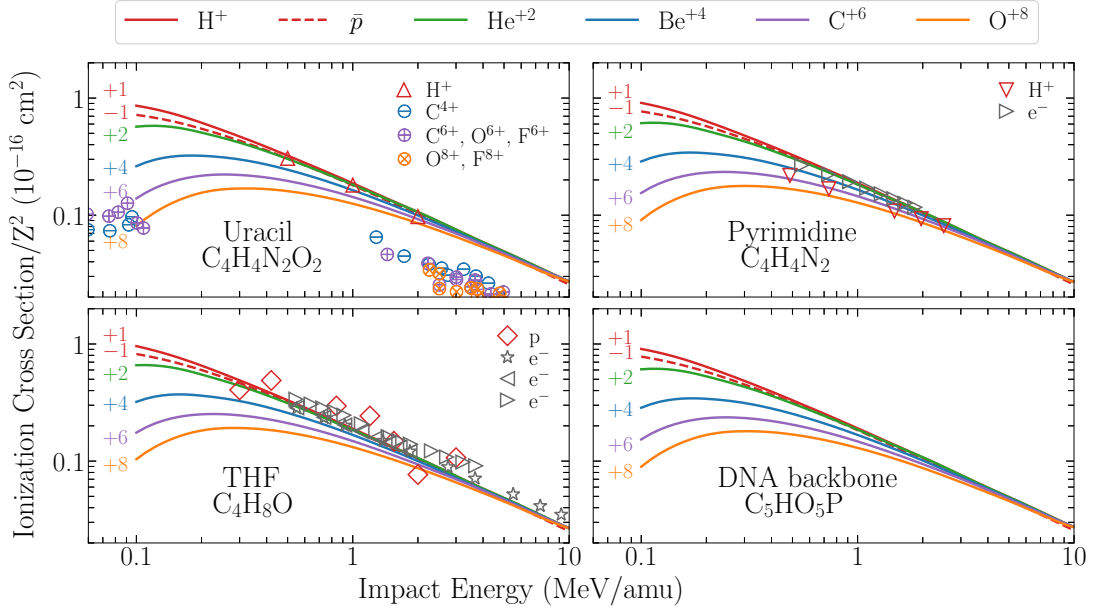 H⁺ p̄ He⁺² Be⁺⁴ C⁺⁶ O⁺⁸
Ionization Cross Section/Z² (10⁻¹⁶ cm²)
1
0.1
+1
−1
+2
+4
+6
+8
H⁺
C⁴⁺
C⁶⁺, O⁶⁺, F⁶⁺
O⁸⁺, F⁸⁺
Uracil
C₄H₄N₂O₂
+1
−1
+2
+4
+6
+8
H⁺
e⁻
Pyrimidine
C₄H₄N₂
1
0.1
+1
−1
+2
+4
+6
+8
p
e⁻
e⁻
e⁻
THF
C₄H₈O
0.1 1 10
+1
−1
+2
+4
+6
+8
DNA backbone
C₅HO₅P
0.1 1 10
Impact Energy (MeV/amu)